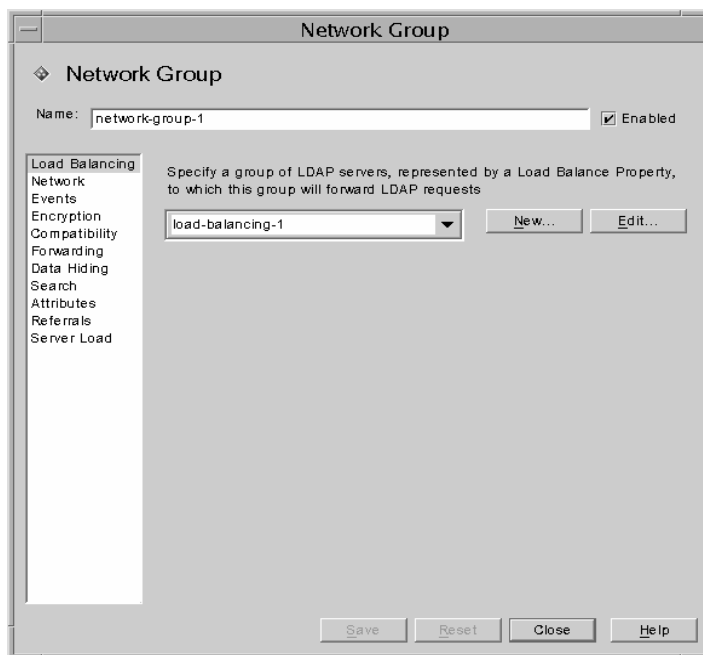 Network Group
Network Group
Name: network-group-1 Enabled
Load Balancing
Network
Events
Encryption
Compatibility
Forwarding
Data Hiding
Search
Attributes
Referrals
Server Load
Specify a group of LDAP servers, represented by a Load Balance Property,
to which this group will forward LDAP requests
load-balancing-1 New... Edit...
Save Reset Close Help